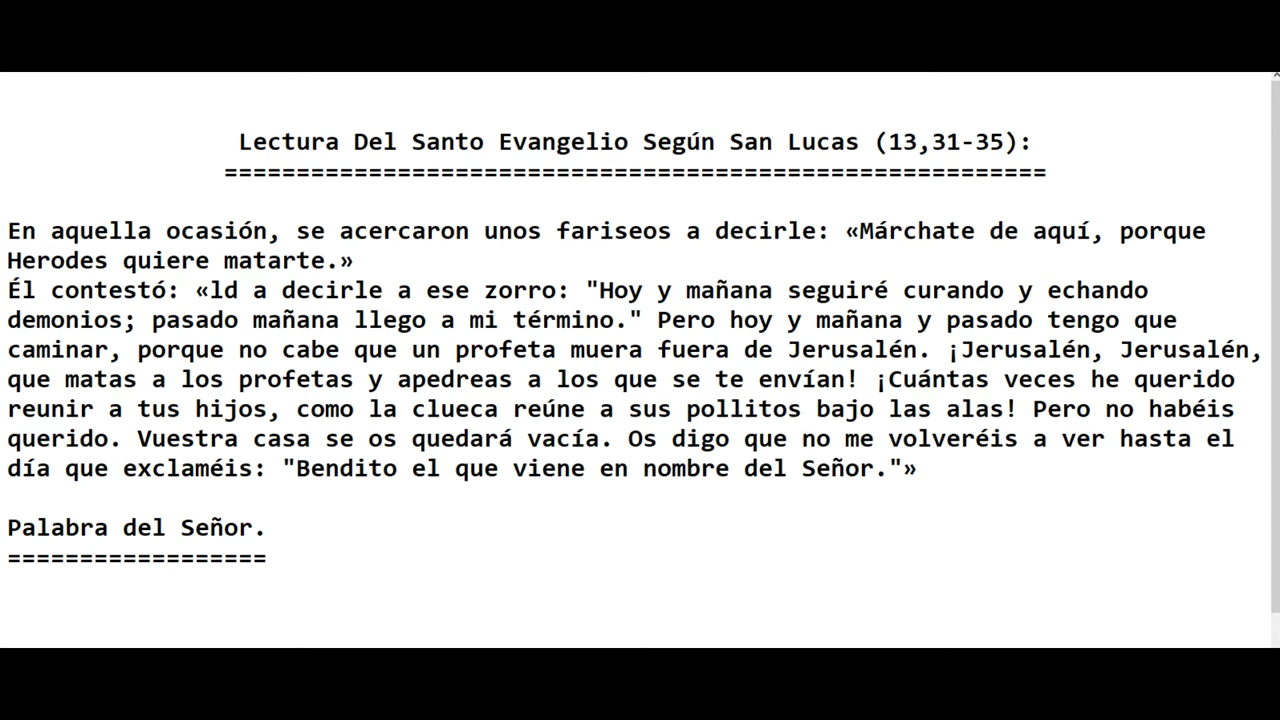 Lectura Del Santo Evangelio Según San Lucas (13,31-35):
=========================================================
En aquella ocasión, se acercaron unos fariseos a decirle: «Márchate de aquí, porque
Herodes quiere matarte.»
Él contestó: «ld a decirle a ese zorro: "Hoy y mañana seguiré curando y echando
demonios; pasado mañana llego a mi término." Pero hoy y mañana y pasado tengo que
caminar, porque no cabe que un profeta muera fuera de Jerusalén. ¡Jerusalén, Jerusalén,
que matas a los profetas y apedreas a los que se te envían! ¡Cuántas veces he querido
reunir a tus hijos, como la clueca reúne a sus pollitos bajo las alas! Pero no habéis
querido. Vuestra casa se os quedará vacía. Os digo que no me volveréis a ver hasta el
día que exclaméis: "Bendito el que viene en nombre del Señor."»
Palabra del Señor.
==================